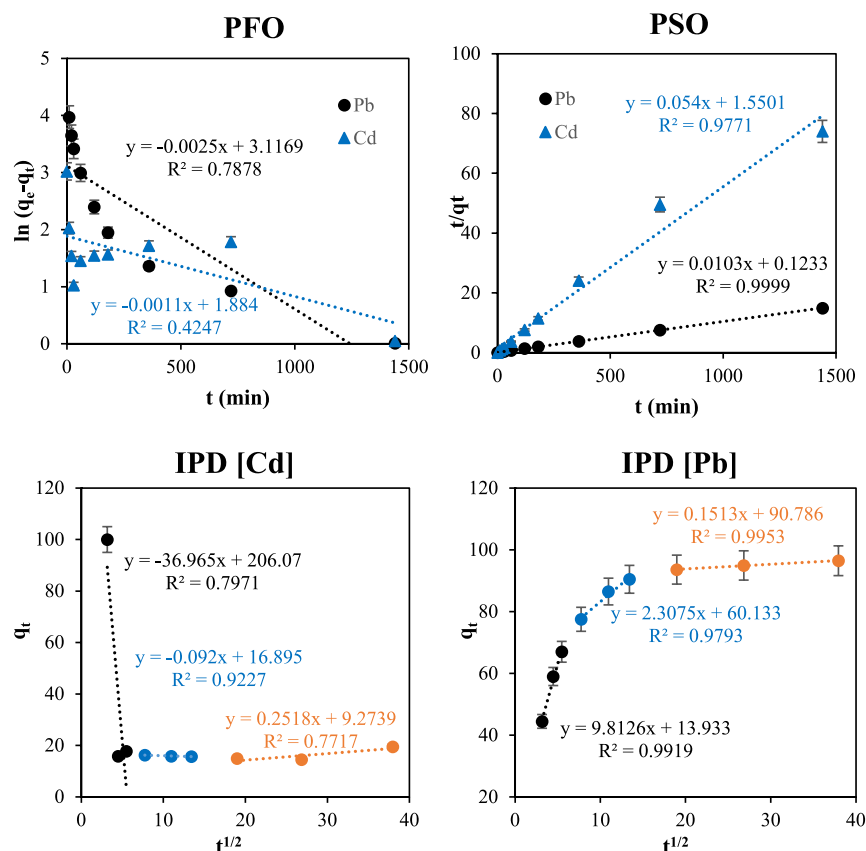 PFO
5
4
3
2
1
0
0
500
1000
1500
ln (qe-qt)
t (min)
Pb
Cd
y = -0.0025x + 3.1169
R² = 0.7878
y = -0.0011x + 1.884
R² = 0.4247
PSO
100
80
60
40
20
0
0
500
1000
1500
t/qt
t (min)
Pb
Cd
y = 0.054x + 1.5501
R² = 0.9771
y = 0.0103x + 0.1233
R² = 0.9999
IPD [Cd]
120
100
80
60
40
20
0
0
10
20
30
40
qt
t1/2
y = -36.965x + 206.07
R² = 0.7971
y = -0.092x + 16.895
R² = 0.9227
y = 0.2518x + 9.2739
R² = 0.7717
IPD [Pb]
120
100
80
60
40
20
0
10
20
30
40
qt
t1/2
y = 0.1513x + 90.786
R² = 0.9953
y = 2.3075x + 60.133
R² = 0.9793
y = 9.8126x + 13.933
R² = 0.9919